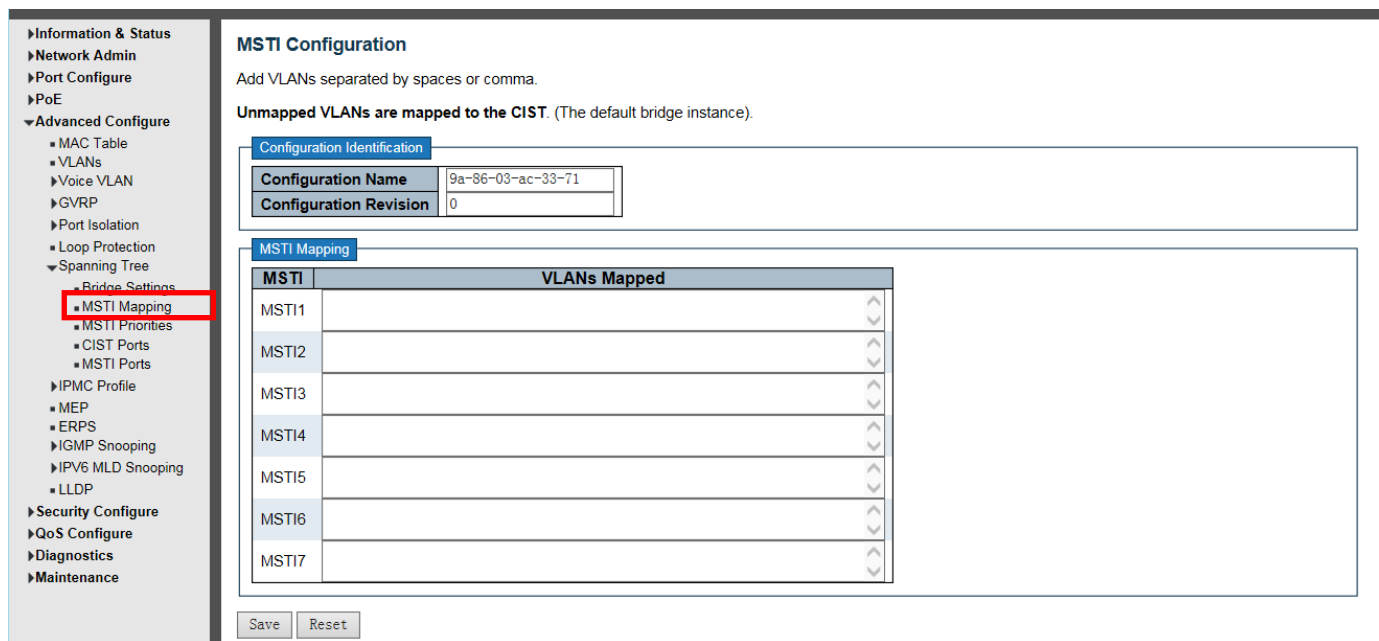 Information & Status
Network Admin
Port Configure
PoE
Advanced Configure
MAC Table
VLANs
Voice VLAN
GVRP
Port Isolation
Loop Protection
Spanning Tree
Bridge Settings
MSTI Mapping
MSTI Priorities
CIST Ports
MSTI Ports
IPMC Profile
MEP
ERPS
IGMP Snooping
IPV6 MLD Snooping
LLDP
Security Configure
QoS Configure
Diagnostics
Maintenance
MSTI Configuration
Add VLANs separated by spaces or comma.
Unmapped VLANs are mapped to the CIST. (The default bridge instance).
Configuration Identification
Configuration Name 9a-86-03-ac-33-71
Configuration Revision 0
MSTI Mapping
MSTI VLANs Mapped
MSTI1
MSTI2
MSTI3
MSTI4
MSTI5
MSTI6
MSTI7
Save Reset